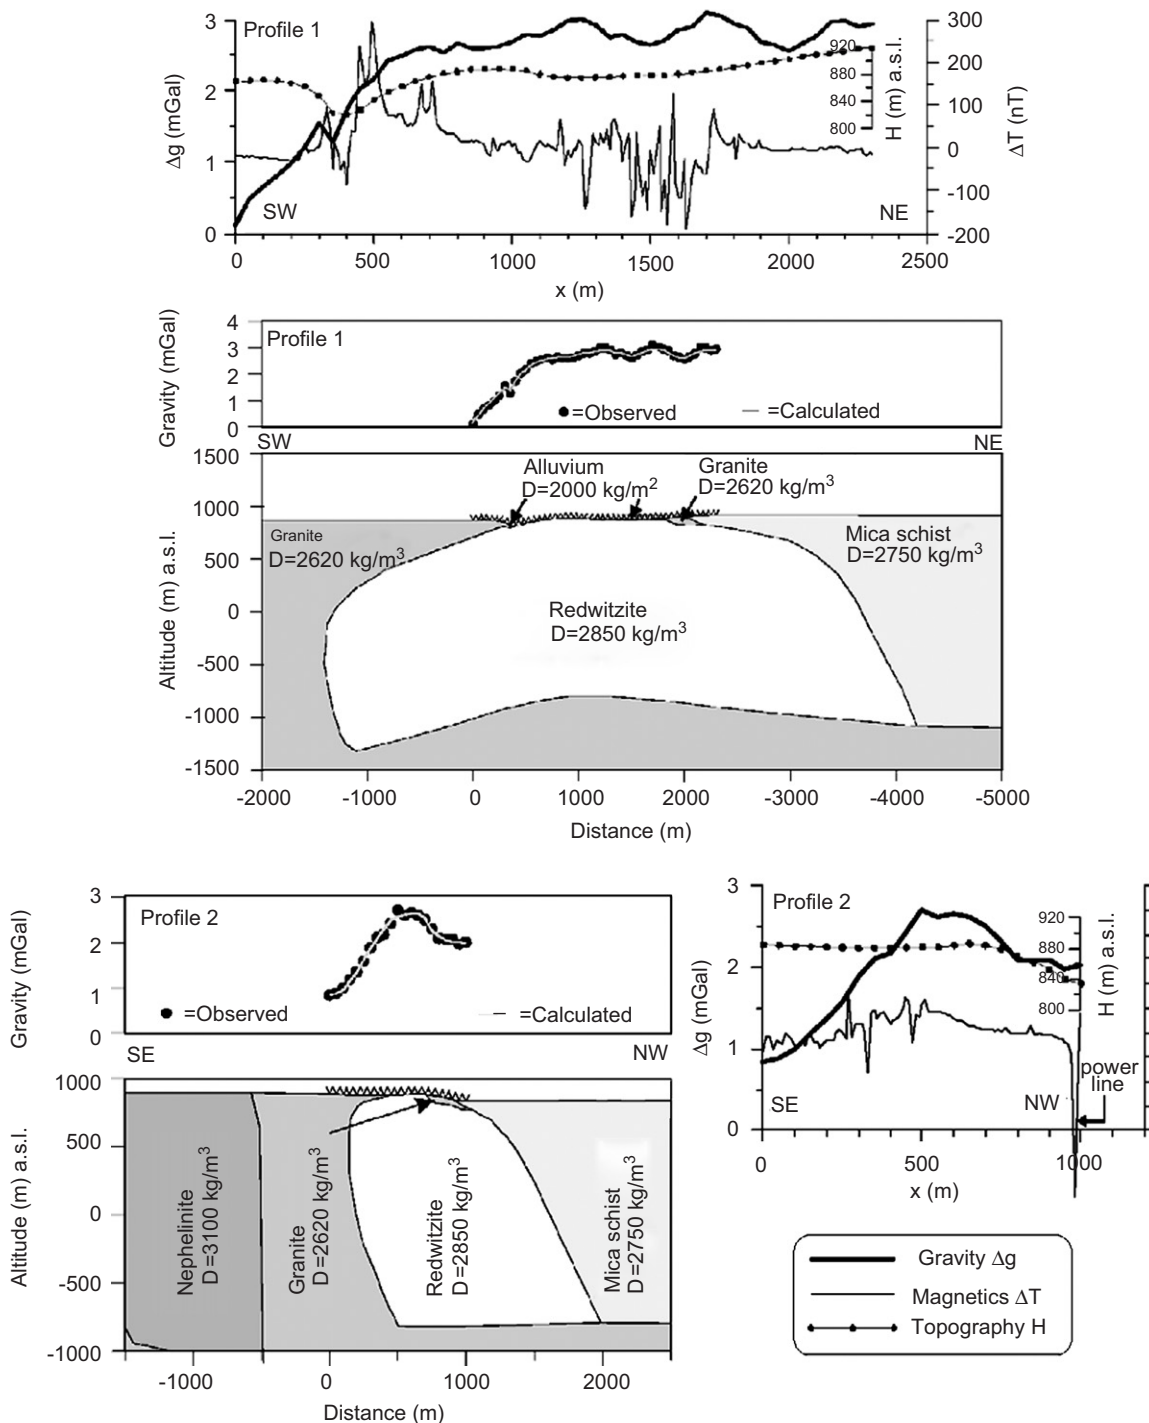 Profile 1
3
2
1
0
Δg (mGal)
300
200
100
0
-100
-200
ΔT (nT)
920
880
840
800
H (m) a.s.l.
SW
NE
0
500
1000
1500
2000
2500
x (m)
Profile 1
4
3
2
1
0
Gravity (mGal)
=Observed
=Calculated
SW
NE
1500
1000
500
0
-500
-1000
-1500
Altitude (m) a.s.l.
Alluvium
D=2000 kg/m2
Granite
D=2620 kg/m3
Granite
D=2620 kg/m3
Mica schist
D=2750 kg/m3
Redwitzite
D=2850 kg/m3
-2000
-1000
0
1000
2000
-3000
-4000
-5000
Distance (m)
Profile 2
3
2
1
0
Gravity (mGal)
=Observed
=Calculated
SE
NW
1000
500
0
-500
-1000
Altitude (m) a.s.l.
Nephelinite
D=3100 kg/m3
Granite
D=2620 kg/m3
Redwitzite
D=2850 kg/m3
Mica schist
D=2750 kg/m3
-1000
0
1000
2000
Distance (m)
Profile 2
3
2
1
0
Δg (mGal)
920
880
840
800
H (m) a.s.l.
power
line
SE
NW
0
500
1000
x (m)
Gravity Δg
Magnetics ΔT
Topography H